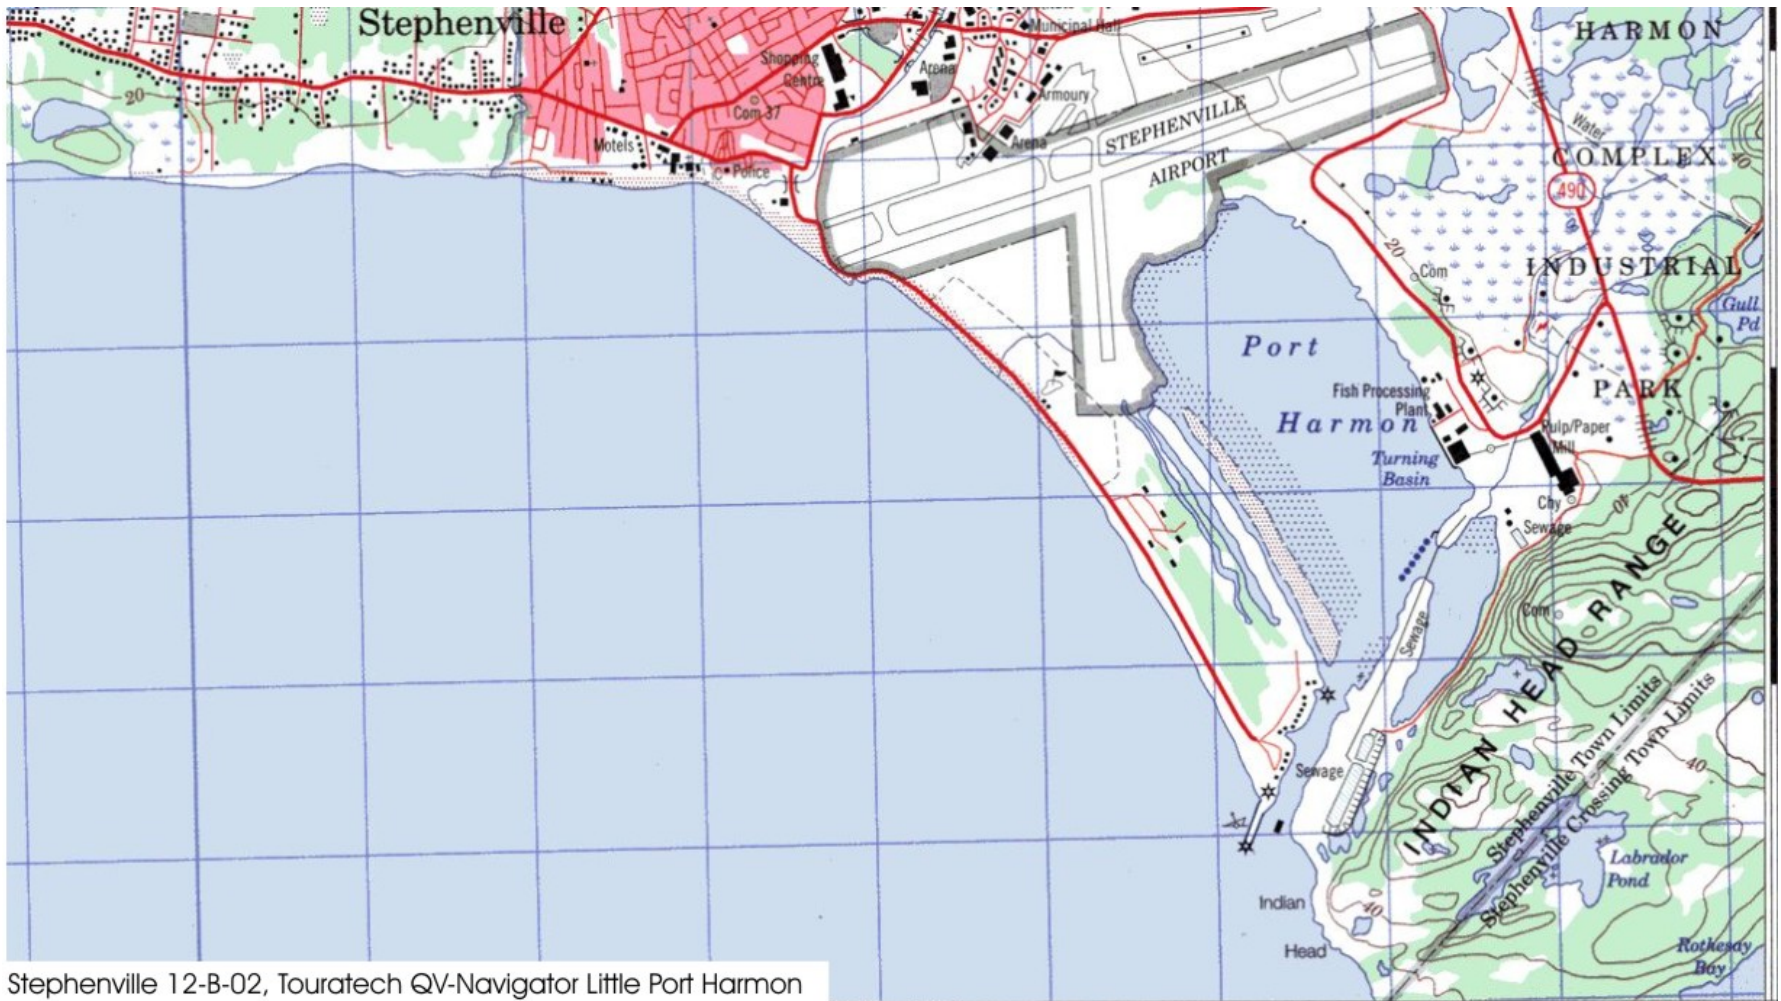 Stephenville
Municipal Hall
HARMON
Shopping
Centre
Arena
20
Com 37
Armoury
STEPHENVILLE
Water
Motels
Arena
AIRPORT
COMPLEX
40
Police
490
20
Com
INDUSTRIAL
Gull
Pd
Port
Fish Processing
Plant
PARK
Harmon
Pulp/Paper
Mill
Turning
Basin
Chy
Sewage
40
INDIAN HEAD RANGE
Com
Sewage
Stephenville Town Limits
Stephenville Crossing Town Limits
Sewage
40
Labrador
Pond
Indian
Head
40
Rothesay
Bay
Stephenville 12-B-02, Touratech QV-Navigator Little Port Harmon